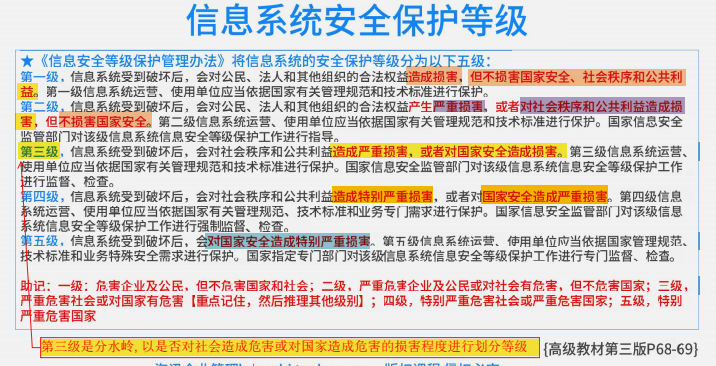 信息系统安全保护等级
★《信息安全等级保护管理办法》将信息系统的安全保护等级分为以下五级：
第一级，信息系统受到破坏后，会对公民、法人和其他组织的合法权益造成损害，但不损害国家安全、社会秩序和公共利
益。第一级信息系统运营、使用单位应当依据国家有关管理规范和技术标准进行保护。
第二级，信息系统受到破坏后，会对公民、法人和其他组织的合法权益产生严重损害，或者对社会秩序和公共利益造成损
害，但不损害国家安全。第二级信息系统运营、使用单位应当依据国家有关管理规范和技术标准进行保护。国家信息安全
监管部门对该级信息系统信息安全等级保护工作进行指导。
第三级，信息系统受到破坏后，会对社会秩序和公共利益造成严重损害，或者对国家安全造成损害。第三级信息系统运营、
使用单位应当依据国家有关管理规范和技术标准进行保护。国家信息安全监管部门对该级信息系统信息安全等级保护工作
进行监督、检查。
第四级，信息系统受到破坏后，会对社会秩序和公共利益造成特别严重损害，或者对国家安全造成严重损害。第四级信息
系统运营、使用单位应当依据国家有关管理规范、技术标准和业务专门需求进行保护。国家信息安全监管部门对该级信息
系统信息安全等级保护工作进行强制监督、检查。
第五级，信息系统受到破坏后，会对国家安全造成特别严重损害。第五级信息系统运营、使用单位应当依据国家管理规范、
技术标准和业务特殊安全需求进行保护。国家指定专门部门对该级信息系统信息安全等级保护工作进行专门监督、检查。
助记：一级：危害企业及公民，但不危害国家和社会；二级，严重危害企业及公民或对社会有危害，但不危害国家；三级，
严重危害社会或对国家有危害【重点记住，然后推理其他级别】；四级，特别严重危害社会或严重危害国家；五级，特别
严重危害国家
第三级是分水岭，以是否对社会造成危害或对国家造成危害的损害程度进行划分等级 {高级教材第三版P68-69}